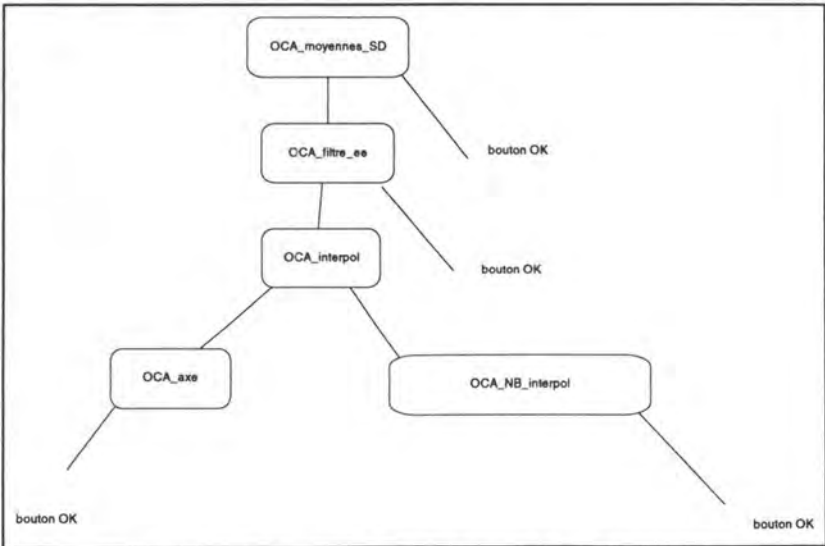 OCA_moyennes_SD
bouton OK
OCA_filtre_ee
bouton OK
OCA_interpol
OCA_axe
OCA_NB_interpol
bouton OK
bouton OK